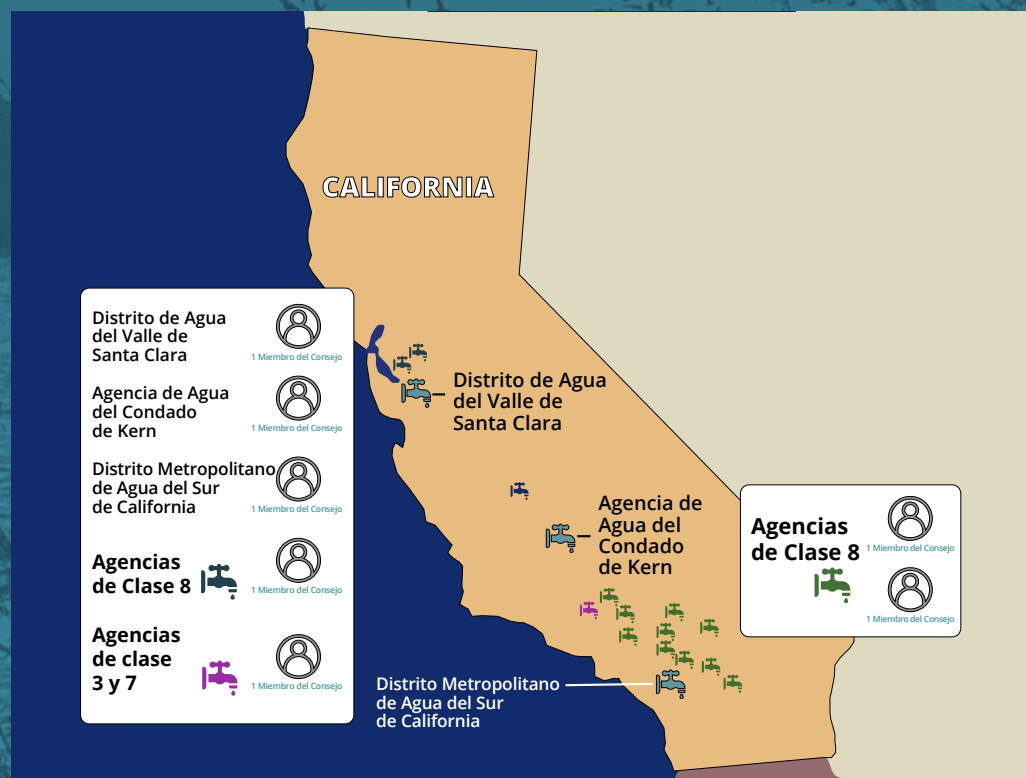 CALIFORNIA
Distrito de Agua
del Valle de
Santa Clara
1 Miembro del Consejo
Agencia de Agua
del Condado
de Kern
1 Miembro del Consejo
Distrito Metropolitano
de Agua del Sur
de California
1 Miembro del Consejo
Agencias
de Clase 8
1 Miembro del Consejo
Agencias
de clase
3 y 7
1 Miembro del Consejo
Distrito de Agua
del Valle de
Santa Clara
Agencia de
Agua del
Condado
de Kern
Distrito Metropolitano
de Agua del Sur
de California
Agencias
de Clase 8
1 Miembro del Consejo
1 Miembro del Consejo